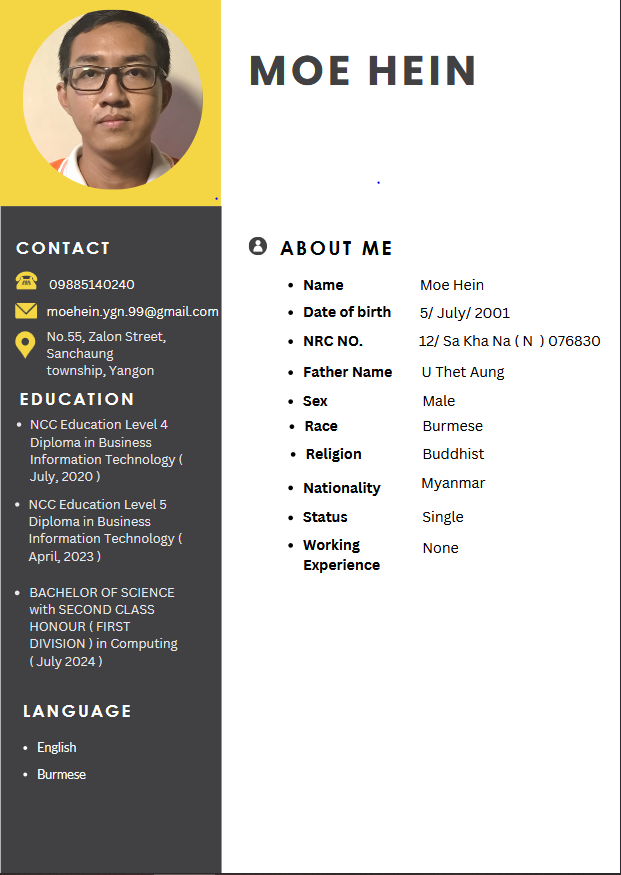 MOE HEIN
CONTACT
09885140240
moehein.ygn.99@gmail.com
No.55, Zalon Street,
Sanchaung
township, Yangon
EDUCATION
• NCC Education Level 4
Diploma in Business
Information Technology (
July, 2020 )
• NCC Education Level 5
Diploma in Business
Information Technology (
April, 2023 )
• BACHELOR OF SCIENCE
with SECOND CLASS
HONOUR ( FIRST
DIVISION ) in Computing
( July 2024 )
LANGUAGE
• English
• Burmese
ABOUT ME
• Name Moe Hein
• Date of birth 5/ July/ 2001
• NRC NO. 12/ Sa Kha Na ( N ) 076830
• Father Name U Thet Aung
• Sex Male
• Race Burmese
• Religion Buddhist
• Nationality Myanmar
• Status Single
• Working None
Experience